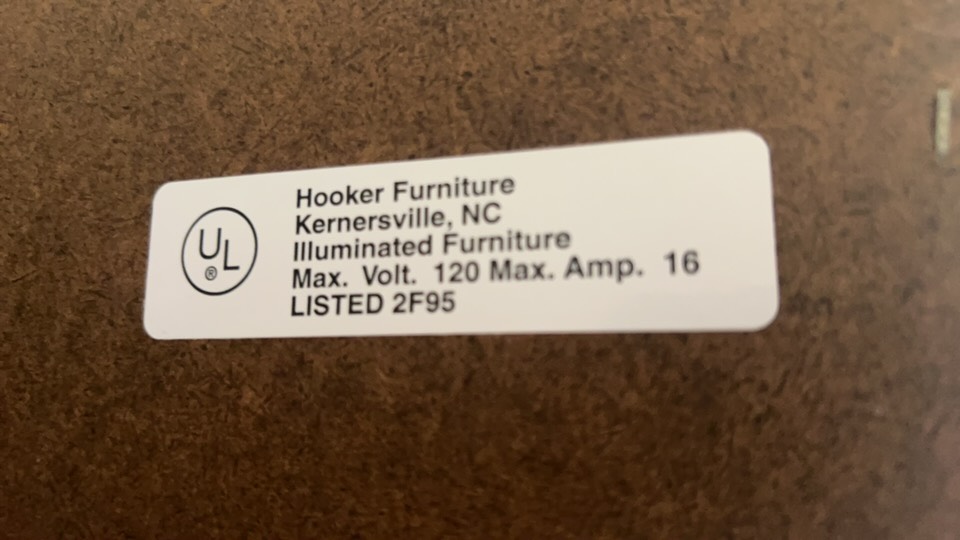 UL
®
Hooker Furniture
Kernersville, NC
Illuminated Furniture
Max. Volt. 120 Max. Amp. 16
LISTED 2F95